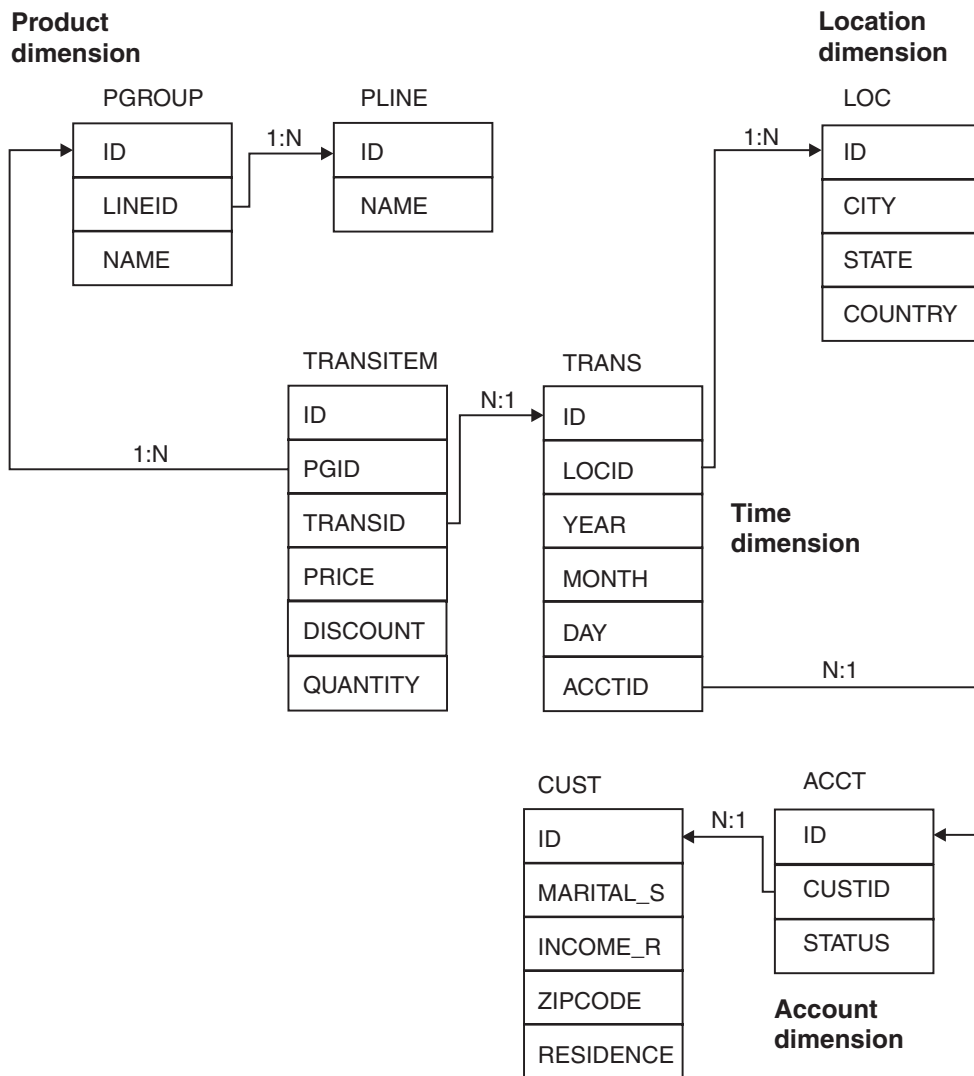 Product
dimension
Location
dimension
PGROUP
PLINE
LOC
ID
LINEID
NAME
1:N
ID
NAME
1:N
ID
CITY
STATE
COUNTRY
TRANSITEM
TRANS
1:N
ID
PGID
TRANSID
PRICE
DISCOUNT
QUANTITY
N:1
ID
LOCID
YEAR
MONTH
DAY
ACCTID
Time
dimension
N:1
CUST
ACCT
ID
MARITAL_S
INCOME_R
ZIPCODE
RESIDENCE
N:1
ID
CUSTID
STATUS
Account
dimension